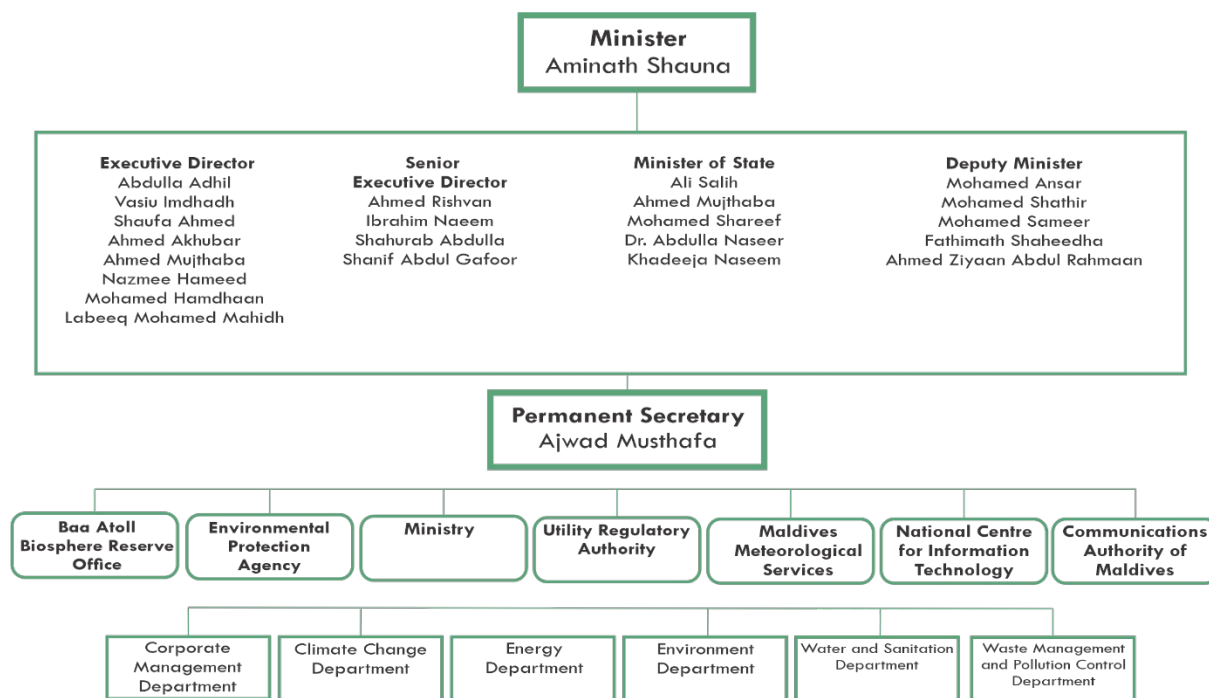 Minister
Aminath Shauna
Executive Director
Abdulla Adhil
Vasiu Imdhadh
Shaufa Ahmed
Ahmed Akhubar
Ahmed Mujthaba
Nazmee Hameed
Mohamed Hamdhaan
Labeeq Mohamed Mahidh
Senior
Executive Director
Ahmed Rishvan
Ibrahim Naeem
Shahurab Abdulla
Shanif Abdul Gafoor
Minister of State
Ali Salih
Ahmed Mujthaba
Mohamed Shareef
Dr. Abdulla Naseer
Khadeeja Naseem
Deputy Minister
Mohamed Ansar
Mohamed Shathir
Mohamed Sameer
Fathimath Shaheedha
Ahmed Ziyaan Abdul Rahmaan
Permanent Secretary
Ajwad Musthafa
Baa Atoll
Biosphere Reserve
Office
Environmental
Protection
Agency
Ministry
Utility Regulatory
Authority
Maldives
Meteorological
Services
National Centre
for Information
Technology
Communications
Authority of
Maldives
Corporate
Management
Department
Climate Change
Department
Energy
Department
Environment
Department
Water and Sanitation
Department
Waste Management
and Pollution Control
Department